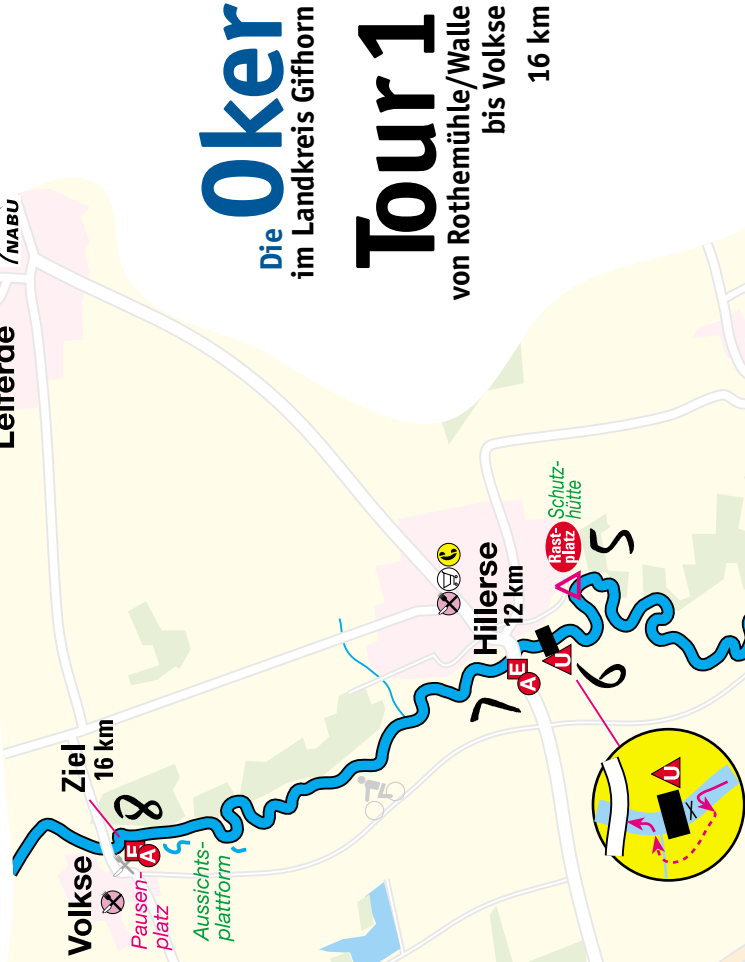 Die Oker
im Landkreis Gifhorn
Tour 1
von Rothemühle/Walle
bis Volkse
16 km
NABU
Leiferde
Ziel
16 km
8
Volkse
E
A
Pausen-
platz
Aussichts-
plattform
Hillerse
12 km
Rast-
platz
Schutz-
hütte
5
E
A
7
U
6
U
X